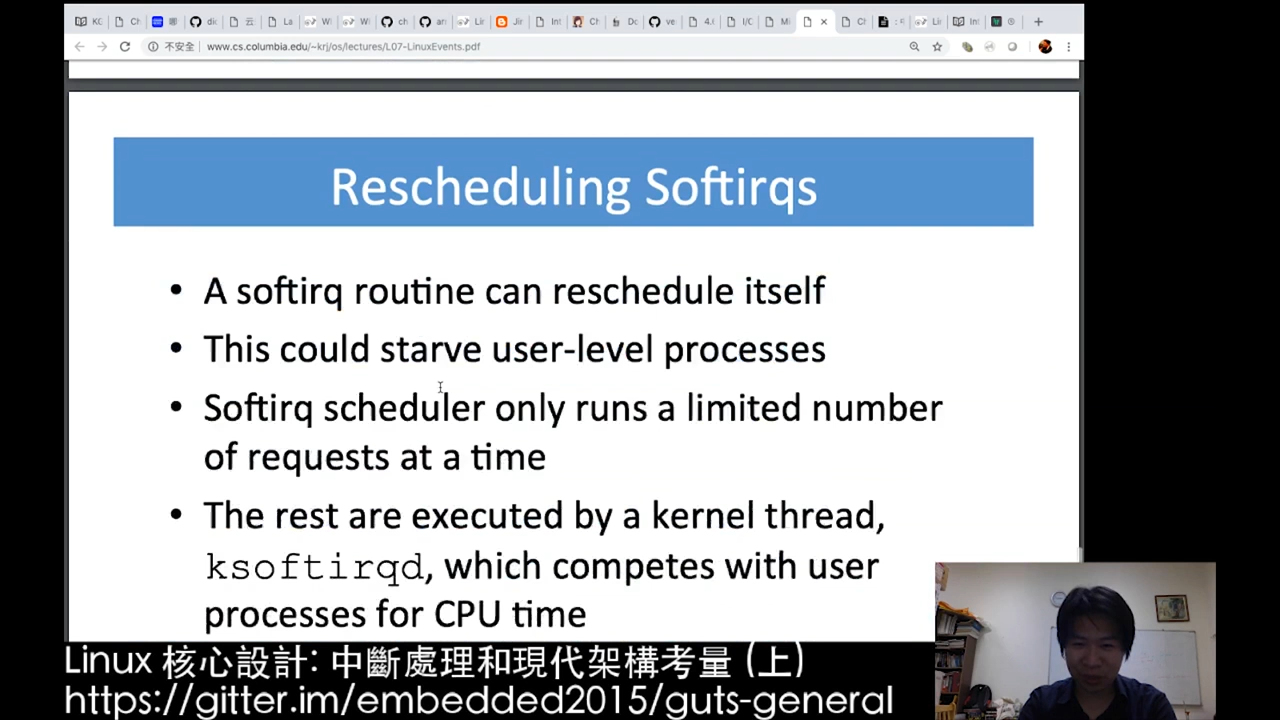 不安全 www.cs.columbia.edu/~krj/os/lectures/L07-LinuxEvents.pdf
Rescheduling Softirqs
• A softirq routine can reschedule itself
• This could starve user-level processes
• Softirq scheduler only runs a limited number
of requests at a time
• The rest are executed by a kernel thread,
ksoftirqd, which competes with user
processes for CPU time
Linux 核心設計: 中斷處理和現代架構考量 (上)
https://gitter.im/embedded2015/guts-general